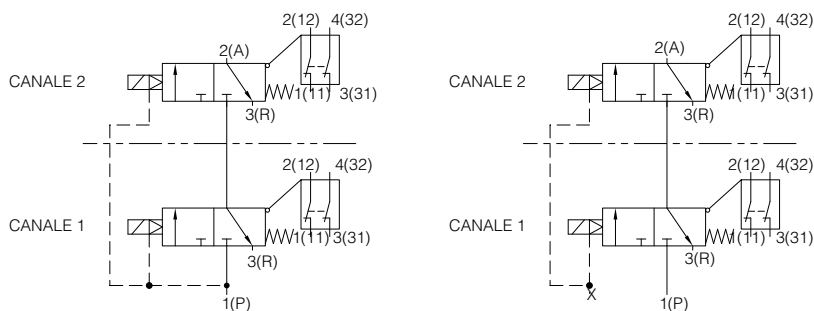 2(12) 4(32)
2(A)
CANALE 2
1(11) 3(31)
3(R)
2(12) 4(32)
CANALE 1
1(11) 3(31)
3(R)
1(P)
2(12) 4(32)
2(A)
CANALE 2
1(11) 3(31)
3(R)
2(12) 4(32)
CANALE 1
1(11) 3(31)
3(R)
X
1(P)